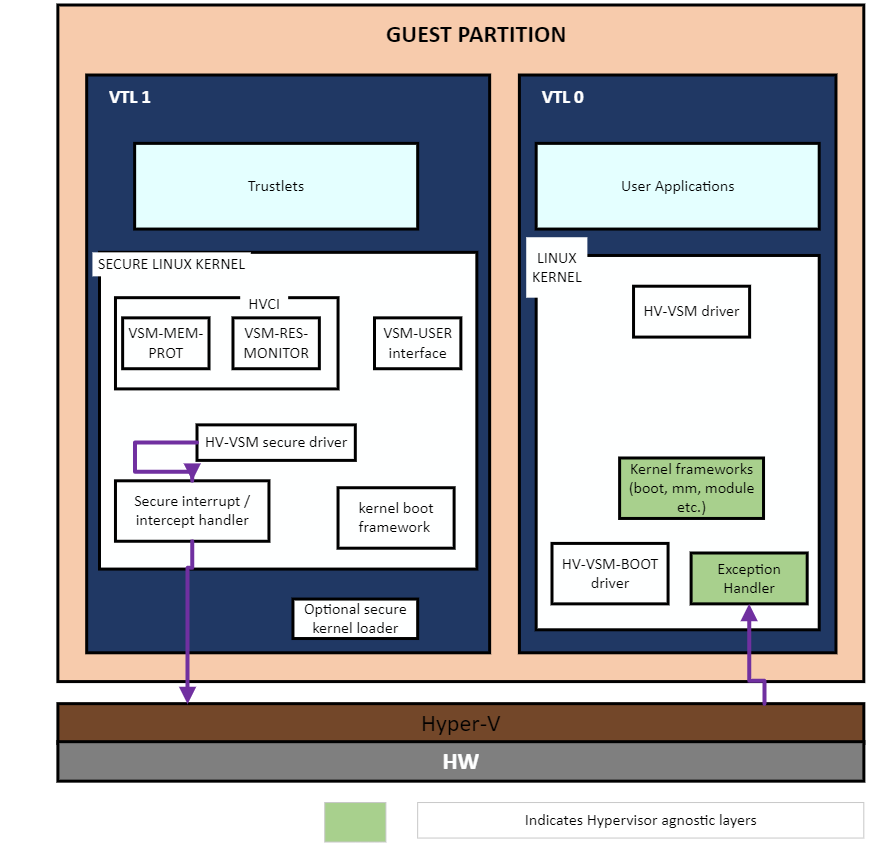 GUEST PARTITION
VTL 1
Trustlets
SECURE LINUX KERNEL
HVCI
VSM-MEM-
PROT
VSM-RES-
MONITOR
VSM-USER
interface
HV-VSM secure driver
Secure interrupt /
intercept handler
kernel boot
framework
Optional secure
kernel loader
VTL 0
User Applications
LINUX
KERNEL
HV-VSM driver
Kernel frameworks
(boot, mm, module
etc.)
HV-VSM-BOOT
driver
Exception
Handler
Hyper-V
HW
Indicates Hypervisor agnostic layers